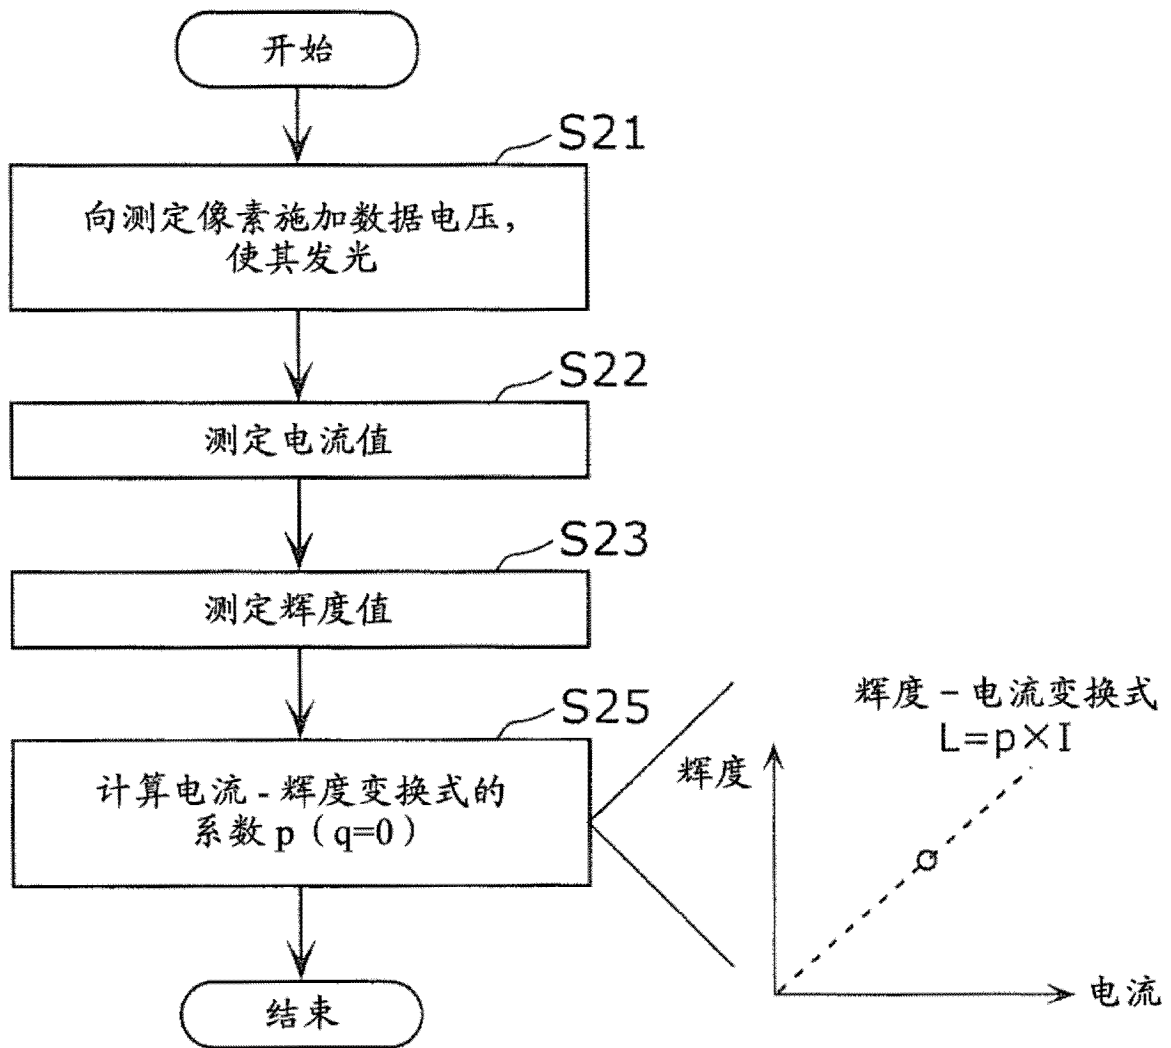 开始
S21
向测定像素施加数据电压，
使其发光
S22
测定电流值
S23
测定辉度值
S25
计算电流-辉度变换式的
系数 p（q=0）
结束
辉度－电流变换式
L=p×I
辉度
电流